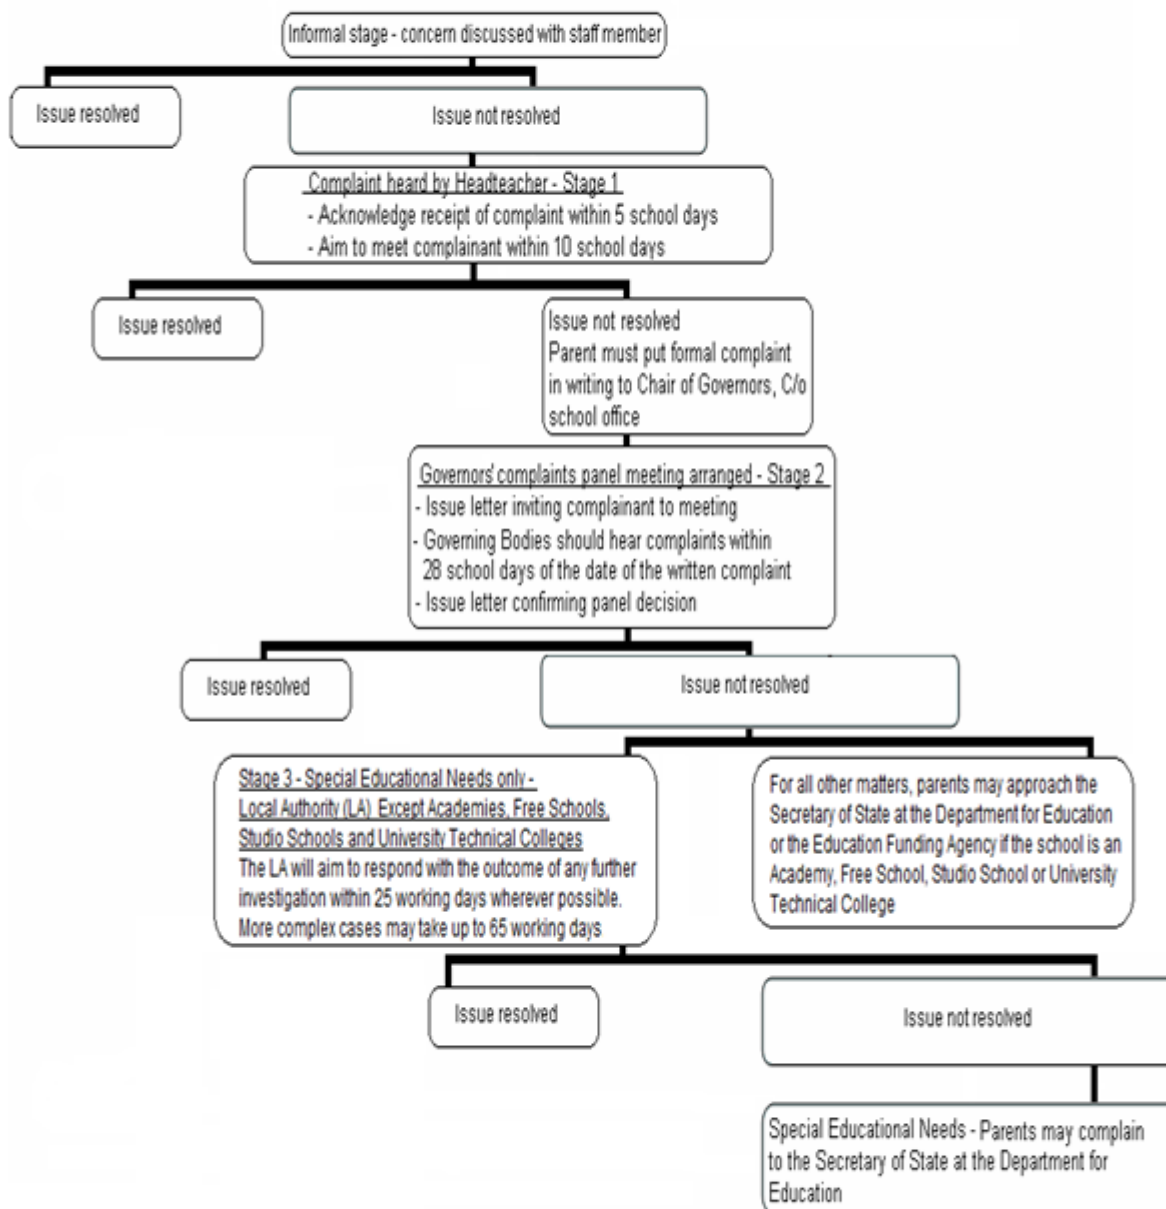 Informal stage - concern discussed with staff member
Issue resolved
Issue not resolved
Complaint heard by Headteacher - Stage 1
- Acknowledge receipt of complaint within 5 school days
- Aim to meet complainant within 10 school days
Issue resolved
Issue not resolved
Parent must put formal complaint
in writing to Chair of Governors, C/o
school office
Governors' complaints panel meeting arranged - Stage 2
- Issue letter inviting complainant to meeting
- Governing Bodies should hear complaints within
28 school days of the date of the written complaint
- Issue letter confirming panel decision
Issue resolved
Issue not resolved
Stage 3 - Special Educational Needs only -
Local Authority (LA) Except Academies, Free Schools,
Studio Schools and University Technical Colleges
The LA will aim to respond with the outcome of any further
investigation within 25 working days wherever possible.
More complex cases may take up to 65 working days
For all other matters, parents may approach the
Secretary of State at the Department for Education
or the Education Funding Agency if the school is an
Academy, Free School, Studio School or University
Technical College
Issue resolved
Issue not resolved
Special Educational Needs - Parents may complain
to the Secretary of State at the Department for
Education